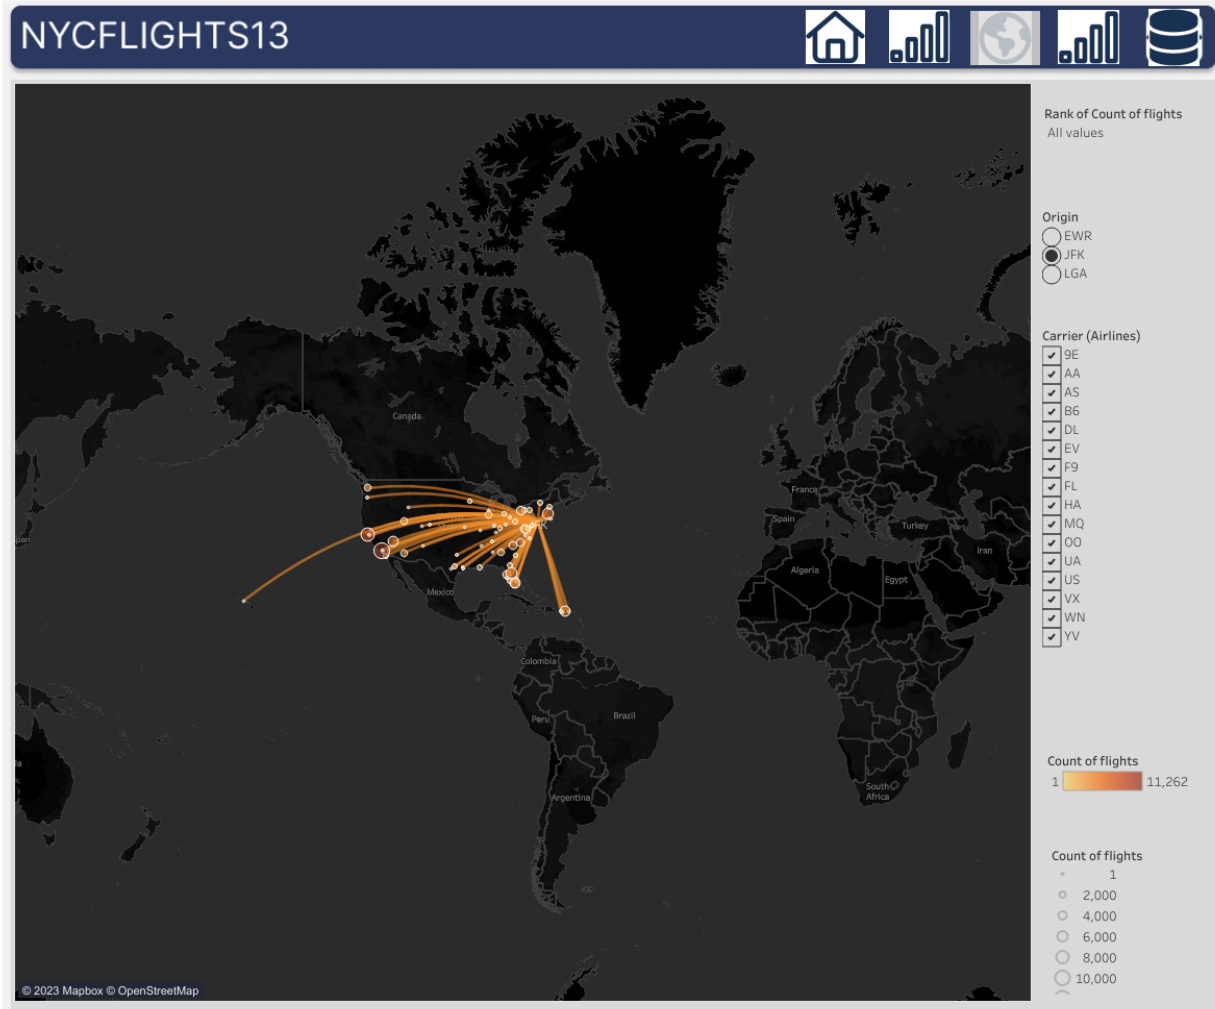 NYCFLIGHTS13
Rank of Count of flights
All values
Origin
EWR
JFK
LGA
Carrier (Airlines)
9E
AA
AS
B6
DL
EV
F9
FL
HA
MQ
OO
UA
US
VX
WN
YV
Count of flights
1 11,262
Count of flights
1
2,000
4,000
6,000
8,000
10,000
Canada
France
Spain
Turkey
Iran
pan
JFK
Algeria
Egypt
Mexico
Colombia
Peru
Brazil
la
South
Africa
Argentina
© 2023 Mapbox © OpenStreetMap